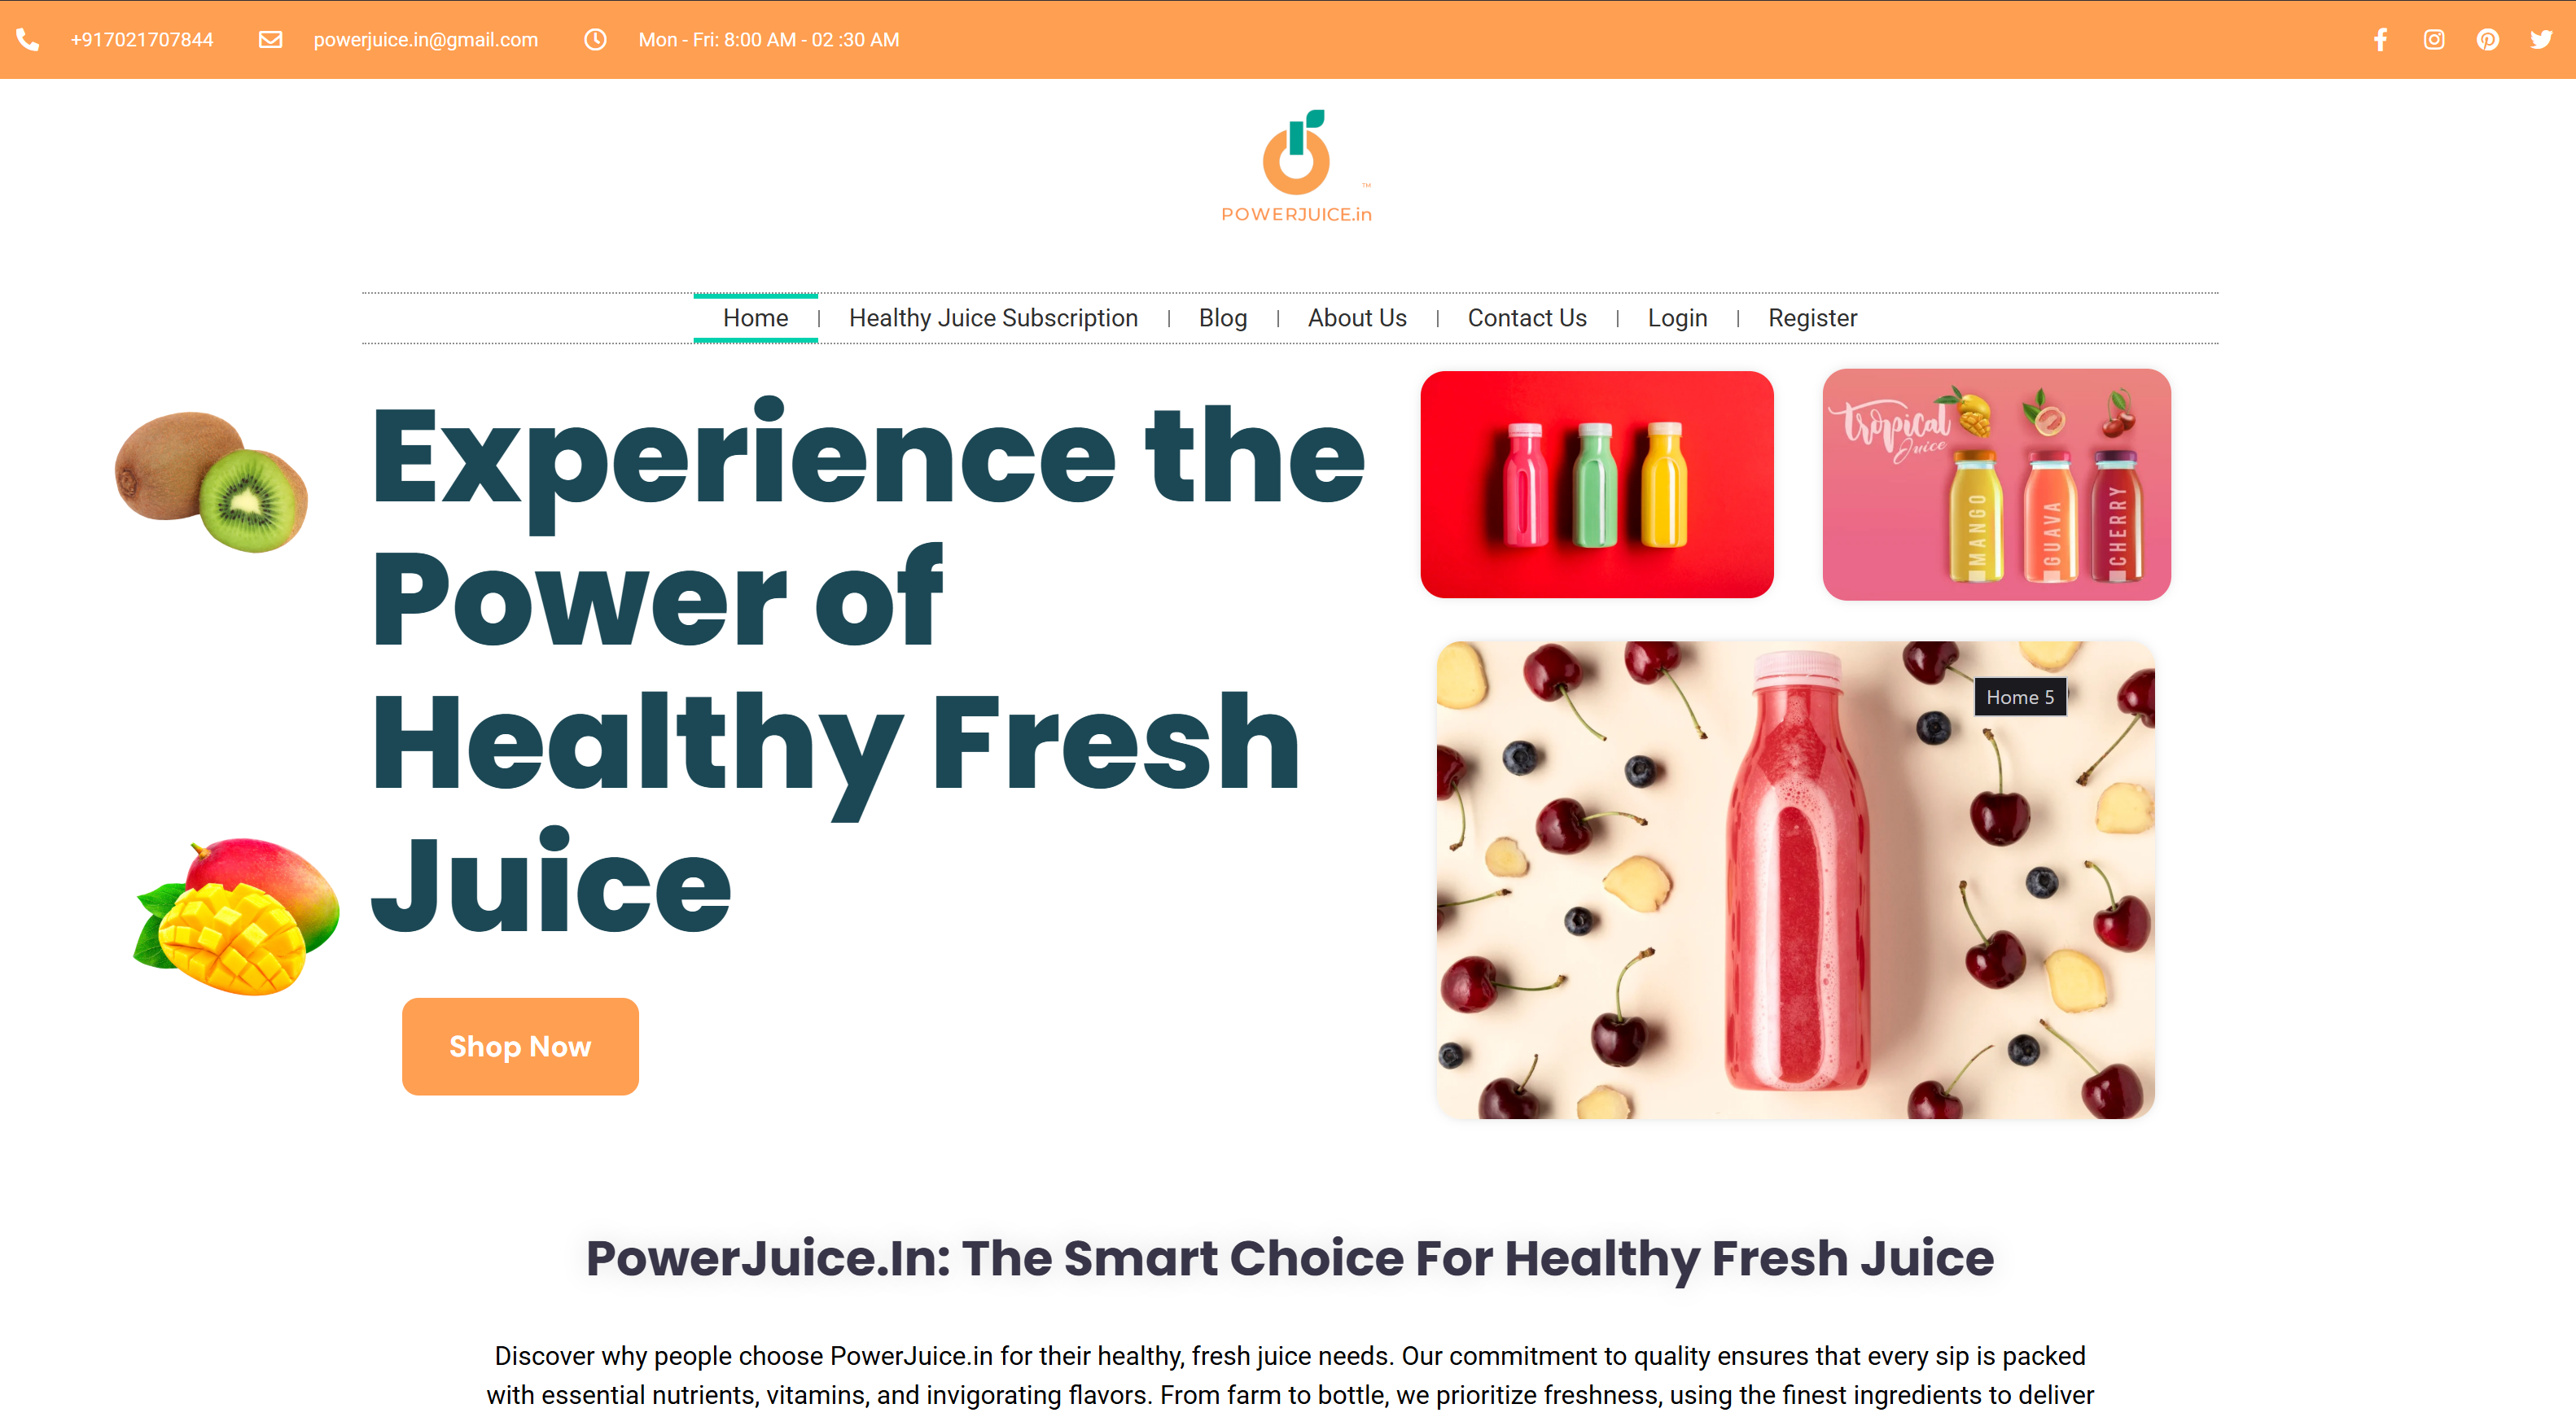 +917021707844
powerjuice.in@gmail.com
Mon - Fri: 8:00 AM - 02 :30 AM
TM
POWERJUICE.in
Home
Healthy Juice Subscription
Blog
About Us
Contact Us
Login
Register
Experience the
Power of
Healthy Fresh
Juice
Shop Now
tropical
Juice
MANGO
GUAVA
CHERRY
Home 5
PowerJuice.In: The Smart Choice For Healthy Fresh Juice
Discover why people choose PowerJuice.in for their healthy, fresh juice needs. Our commitment to quality ensures that every sip is packed
with essential nutrients, vitamins, and invigorating flavors. From farm to bottle, we prioritize freshness, using the finest ingredients to deliver